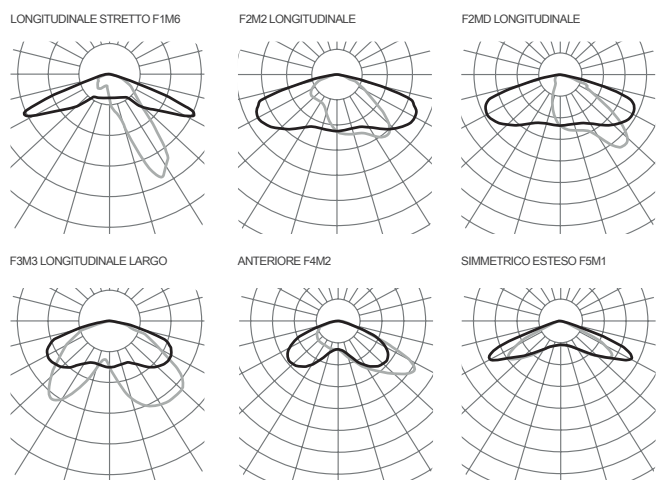 LONGITUDINALE STRETTO F1M6
F2M2 LONGITUDINALE
F2MD LONGITUDINALE
F3M3 LONGITUDINALE LARGO
ANTERIORE F4M2
SIMMETRICO ESTESO F5M1